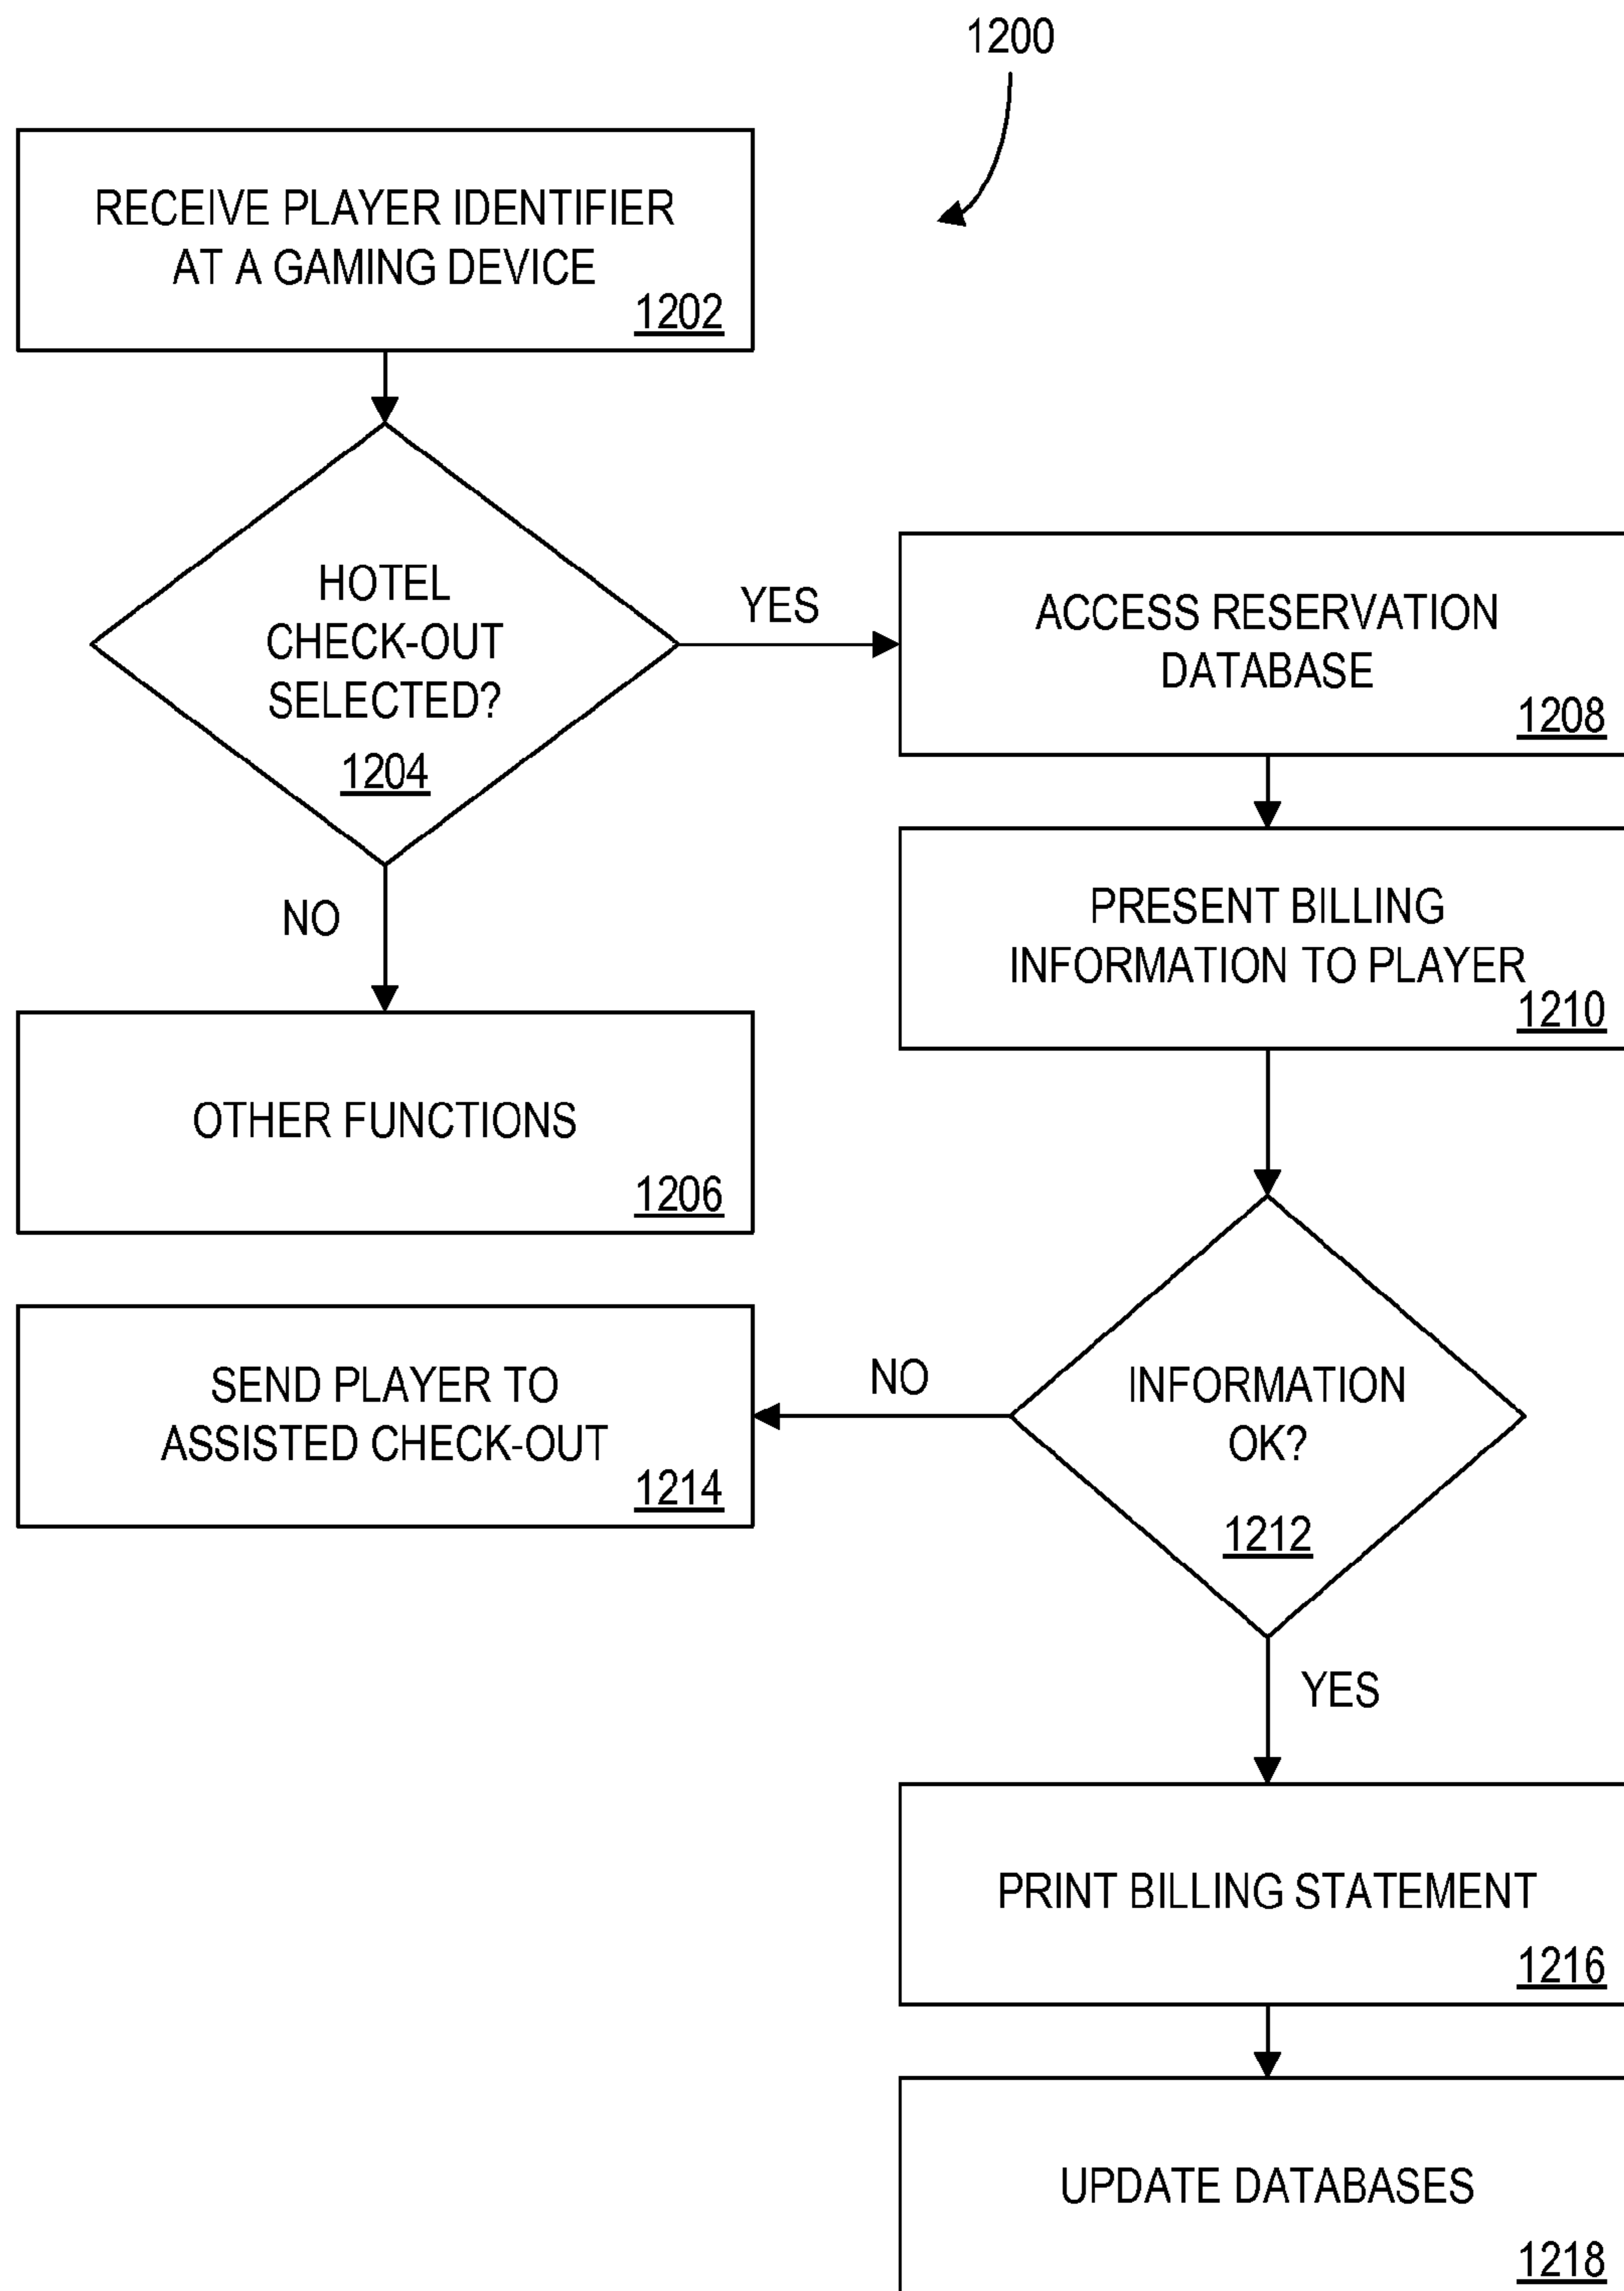 1200
RECEIVE PLAYER IDENTIFIER
AT A GAMING DEVICE
1202
HOTEL
CHECK-OUT
SELECTED?
1204
YES
NO
ACCESS RESERVATION
DATABASE
1208
PRESENT BILLING
INFORMATION TO PLAYER
1210
OTHER FUNCTIONS
1206
SEND PLAYER TO
ASSISTED CHECK-OUT
1214
NO
INFORMATION
OK?
1212
YES
PRINT BILLING STATEMENT
1216
UPDATE DATABASES
1218